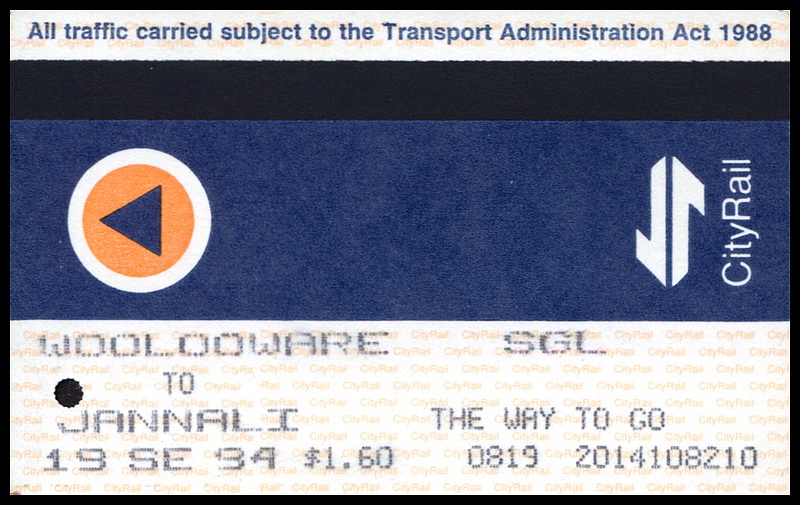 All traffic carried subject to the Transport Administration Act 1988
CityRail
WOOLOOWARE SGL
TO
JANNALI THE WAY TO GO
19 SE 94 $1.60 0819 Z014108210